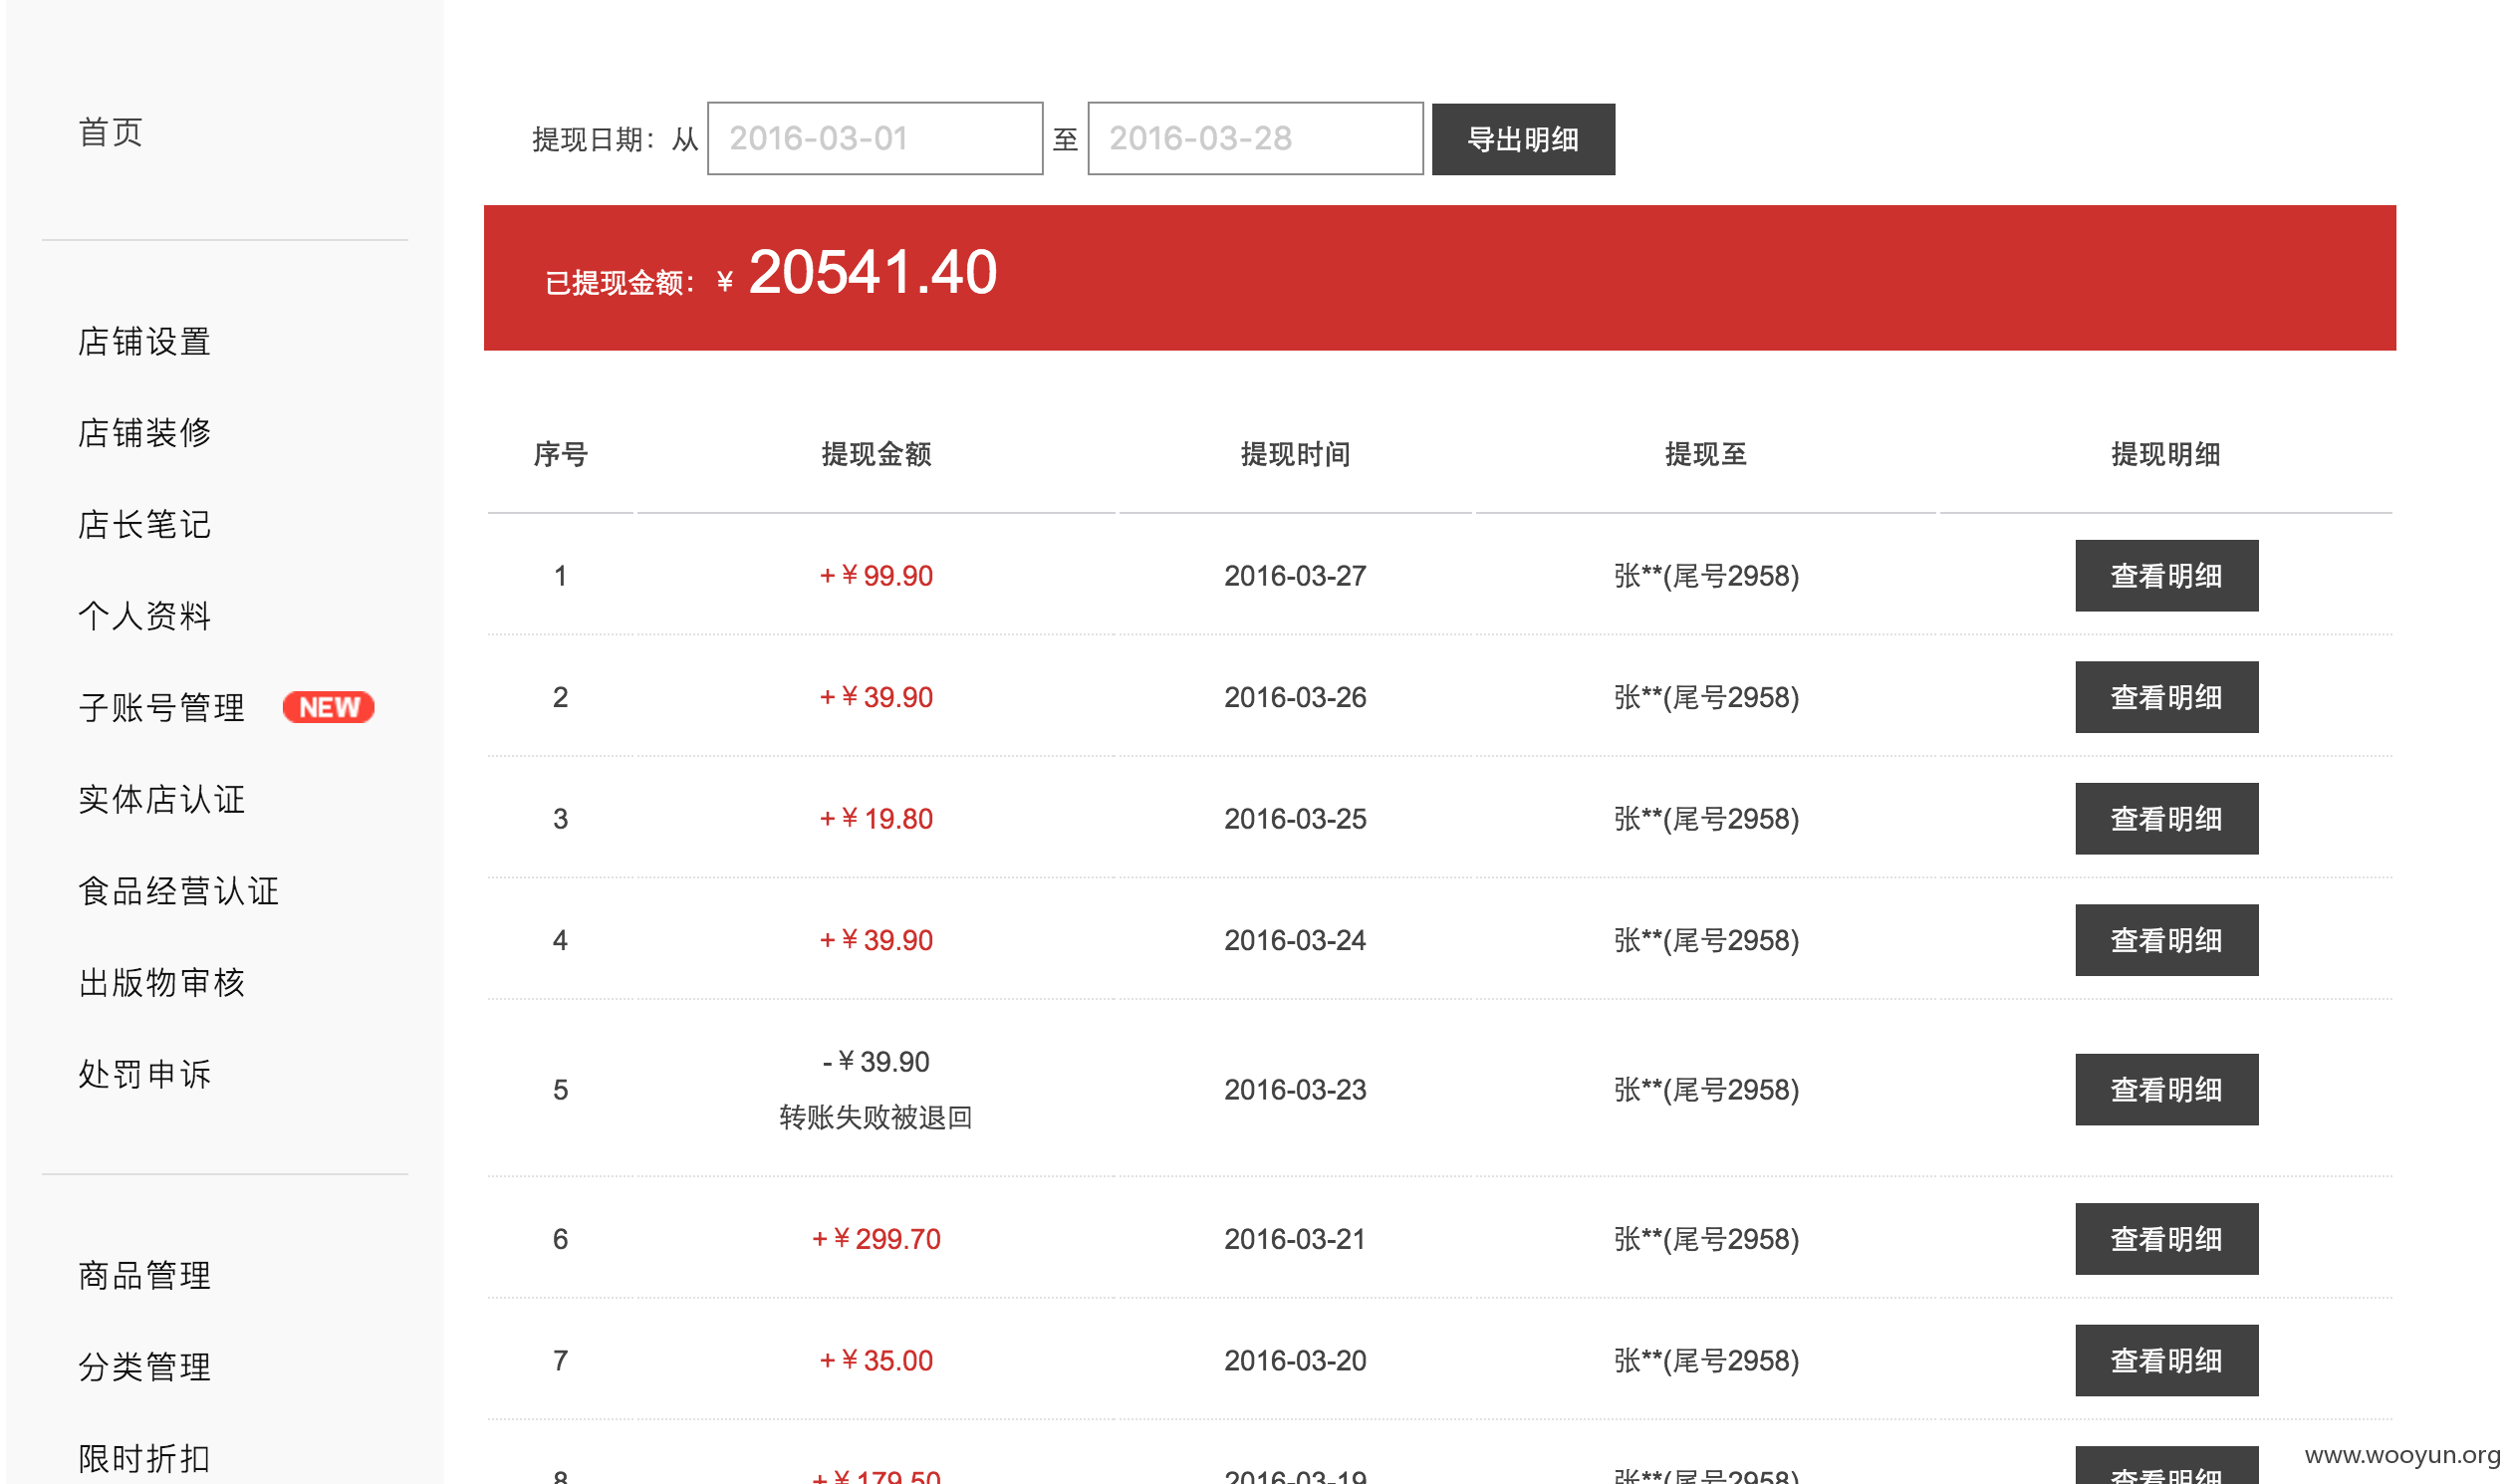 首页
店铺设置
店铺装修
店长笔记
个人资料
子账号管理 NEW
实体店认证
食品经营认证
出版物审核
处罚申诉
商品管理
分类管理
限时折扣
提现日期：从 2016-03-01 至 2016-03-28 导出明细
已提现金额：￥ 20541.40
序号 提现金额 提现时间 提现至 提现明细
1 +￥99.90 2016-03-27 张**(尾号2958) 查看明细
2 +￥39.90 2016-03-26 张**(尾号2958) 查看明细
3 +￥19.80 2016-03-25 张**(尾号2958) 查看明细
4 +￥39.90 2016-03-24 张**(尾号2958) 查看明细
5 -￥39.90 2016-03-23 张**(尾号2958) 查看明细
转账失败被退回
6 +￥299.70 2016-03-21 张**(尾号2958) 查看明细
7 +￥35.00 2016-03-20 张**(尾号2958) 查看明细
8 +￥179.50 2016-03-19 张**(尾号2958) 查看明细
www.wooyun.org